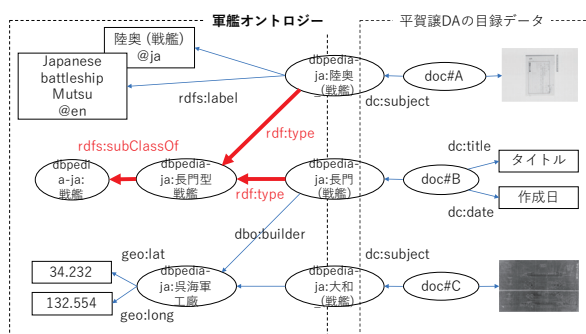 軍艦オントロジー
平賀譲DAの目録データ
陸奥（戦艦）
@ja
Japanese
battleship
Mutsu
@en
rdfs:label
dbpedia-
ja:陸奥
_(戦艦)
doc#A
dc:subject
rdf:type
rdfs:subClassOf
dbpedi
a-ja:
戦艦
dbpedia-
ja:長門型
戦艦
rdf:type
dbpedia-
ja:長門
_(戦艦)
doc#B
dc:title
タイトル
作成日
dc:date
dbo:builder
geo:lat
34.232
132.554
geo:long
dbpedia-
ja:呉海軍
工廠
dbpedia-
ja:大和
_(戦艦)
dc:subject
doc#C